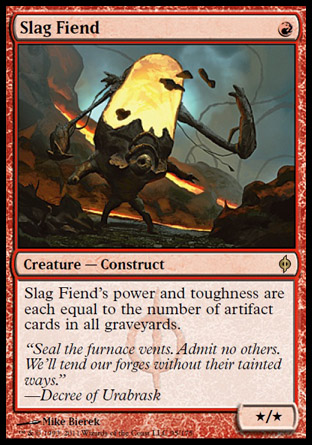 Slag Fiend
Creature — Construct
Slag Fiend's power and toughness are
each equal to the number of artifact
cards in all graveyards.
"Seal the furnace vents. Admit no others.
We'll tend our forges without their tainted
ways."
—Decree of Urabrask
Mike Bierek
★/★